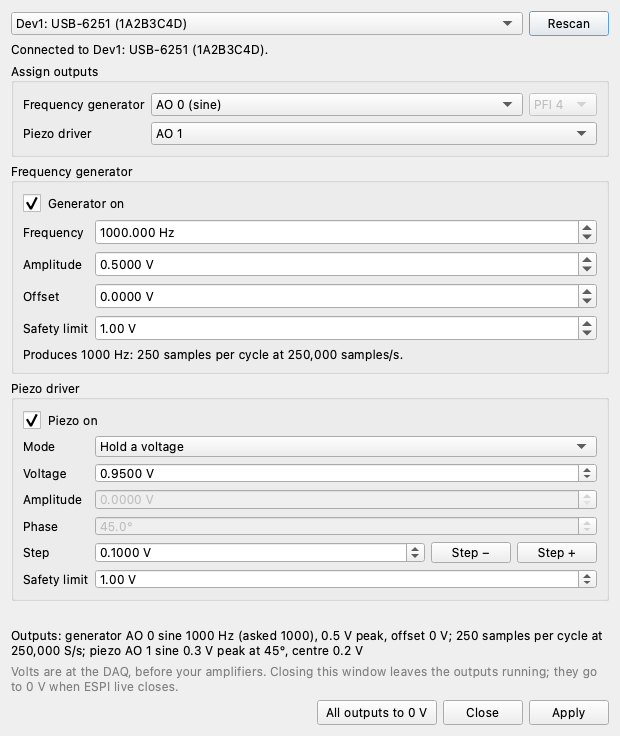 Dev1: USB-6251 (1A2B3C4D)
Rescan
Connected to Dev1: USB-6251 (1A2B3C4D).
Assign outputs
Frequency generator AO 0 (sine) PFI 4
Piezo driver AO 1
Frequency generator
Generator on
Frequency 1000.000 Hz
Amplitude 0.5000 V
Offset 0.0000 V
Safety limit 1.00 V
Produces 1000 Hz: 250 samples per cycle at 250,000 samples/s.
Piezo driver
Piezo on
Mode Hold a voltage
Voltage 0.9500 V
Amplitude 0.0000 V
Phase 45.0°
Step 0.1000 V Step − Step +
Safety limit 1.00 V
Outputs: generator AO 0 sine 1000 Hz (asked 1000), 0.5 V peak, offset 0 V; 250 samples per cycle at
250,000 S/s; piezo AO 1 sine 0.3 V peak at 45°, centre 0.2 V
Volts are at the DAQ, before your amplifiers. Closing this window leaves the outputs running; they go
to 0 V when ESPI live closes.
All outputs to 0 V Close Apply